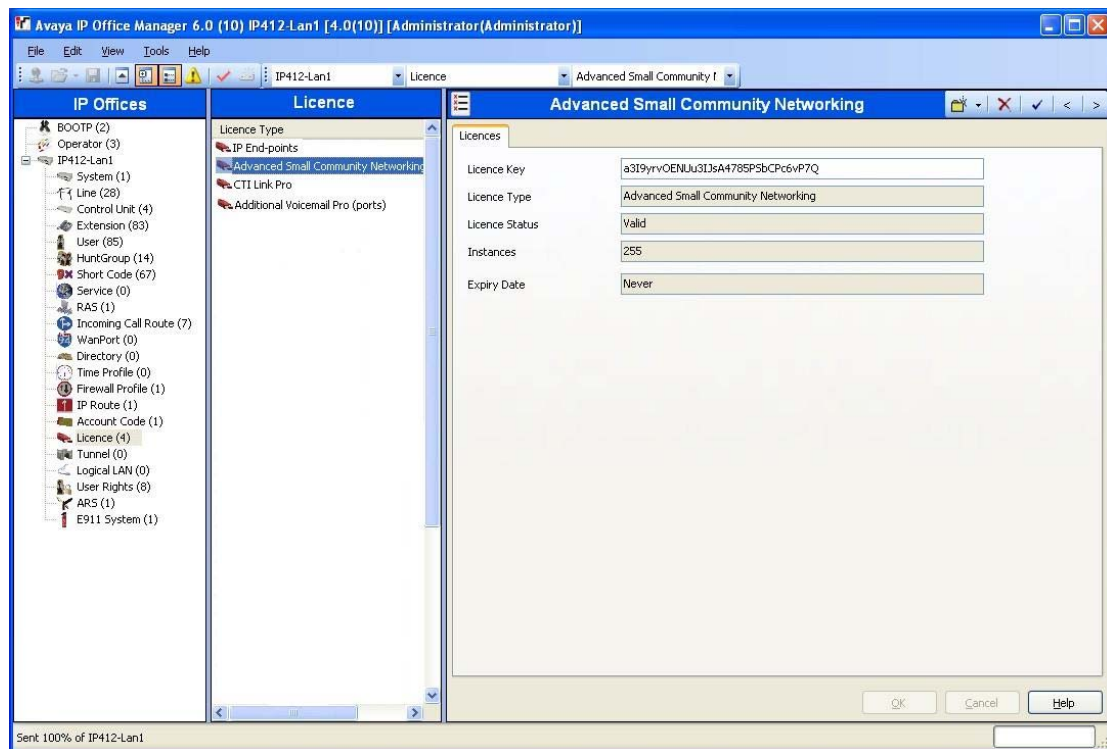 Avaya IP Office Manager 6.0 (10) IP412-Lan1 [4.0(10)] [Administrator(Administrator)]
File Edit View Tools Help
IP412-Lan1 Licence Advanced Small Community
IP Offices
BOOTP (2)
Operator (3)
IP412-Lan1
System (1)
Line (28)
Control Unit (4)
Extension (83)
User (85)
HuntGroup (14)
Short Code (67)
Service (0)
RAS (1)
Incoming Call Route (7)
WanPort (0)
Directory (0)
Time Profile (0)
Firewall Profile (1)
IP Route (1)
Account Code (1)
Licence (4)
Tunnel (0)
Logical LAN (0)
User Rights (8)
ARS (1)
E911 System (1)
Licence
Licence Type
IP End-points
Advanced Small Community Networking
CTI Link Pro
Additional Voicemail Pro (ports)
Advanced Small Community Networking
Licences
Licence Key
Licence Type Advanced Small Community Networking
Licence Status Valid
Instances 255
Expiry Date Never
OK Cancel Help
Sent 100% of IP412-Lan1